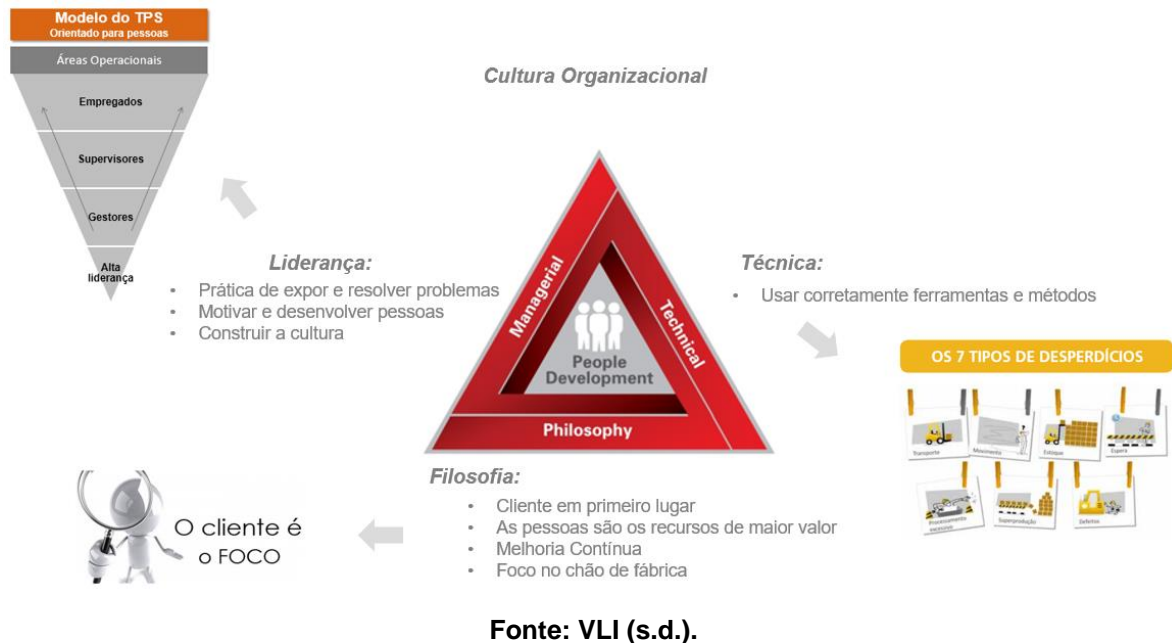 Modelo do TPS
Orientado para pessoas
Áreas Operacionais
Empregados
Supervisores
Gestores
Alta
liderança
Cultura Organizacional
Liderança:
• Prática de expor e resolver problemas
• Motivar e desenvolver pessoas
• Construir a cultura
Managerial
Technical
People
Development
Philosophy
Técnica:
• Usar corretamente ferramentas e métodos
OS 7 TIPOS DE DESPERDÍCIOS
Transporte
Movimento
Estoque
Espera
Processamento
excessivo
Superprodução
Defeitos
Filosofia:
• Cliente em primeiro lugar
• As pessoas são os recursos de maior valor
• Melhoria Contínua
• Foco no chão de fábrica
O cliente é
o FOCO
Fonte: VLI (s.d.).